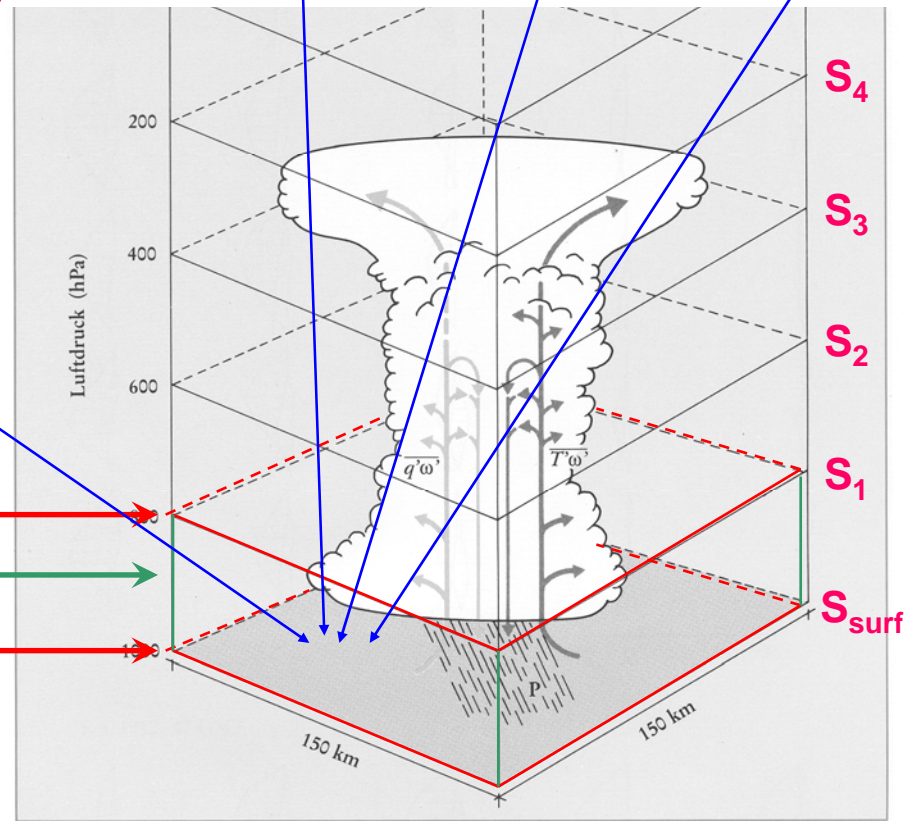 S4
200
S3
400
Luftdruck (hPa)
S2
600
q'ω'
T'ω'
S1
Ssurf
P
150 km
150 km